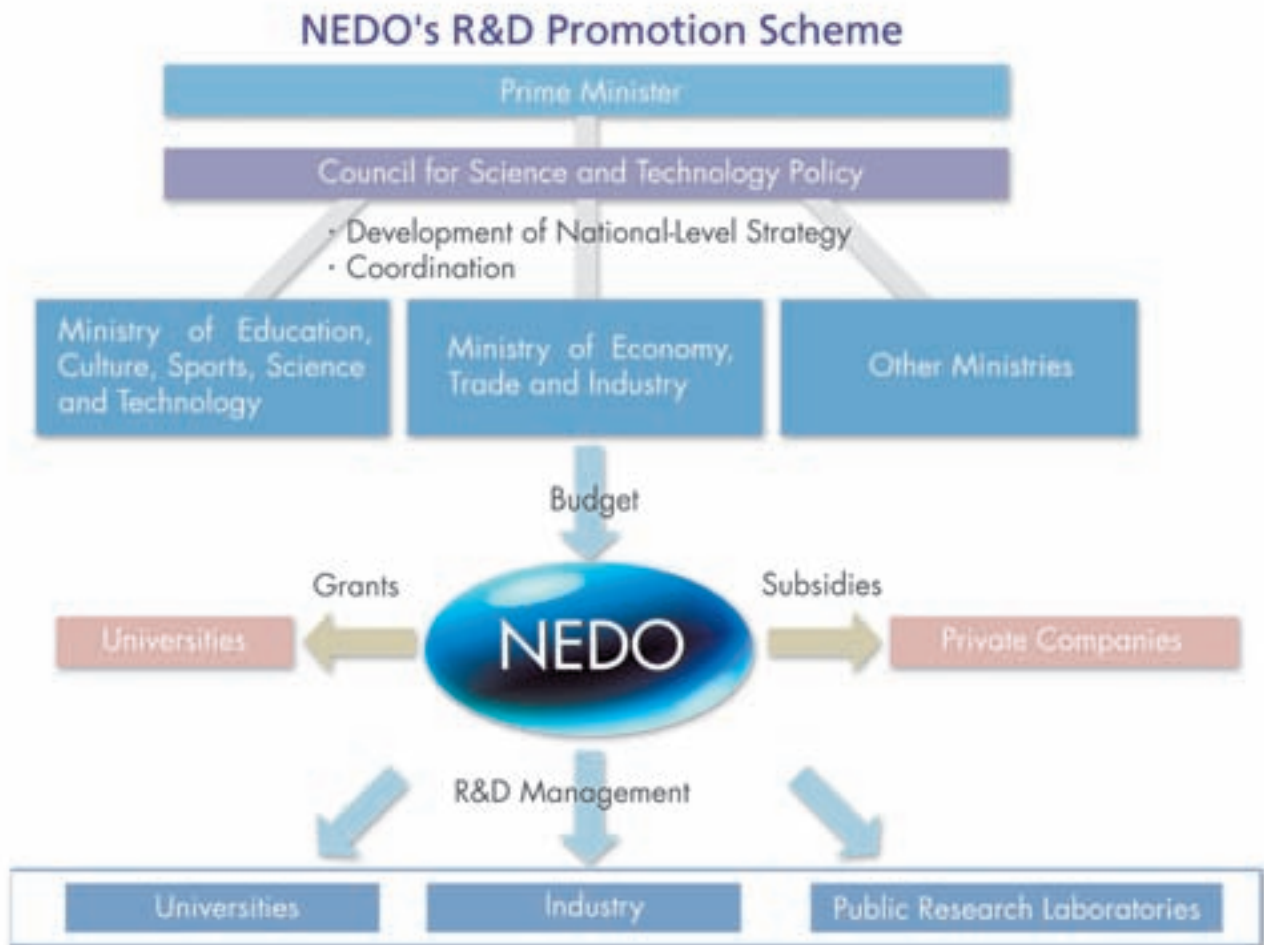 NEDO's R&D Promotion Scheme
Prime Minister
Council for Science and Technology Policy
· Development of National-Level Strategy
· Coordination
Ministry of Education,
Culture, Sports, Science
and Technology
Ministry of Economy,
Trade and Industry
Other Ministries
Budget
Grants
Subsidies
Universities
NEDO
Private Companies
R&D Management
Universities
Industry
Public Research Laboratories